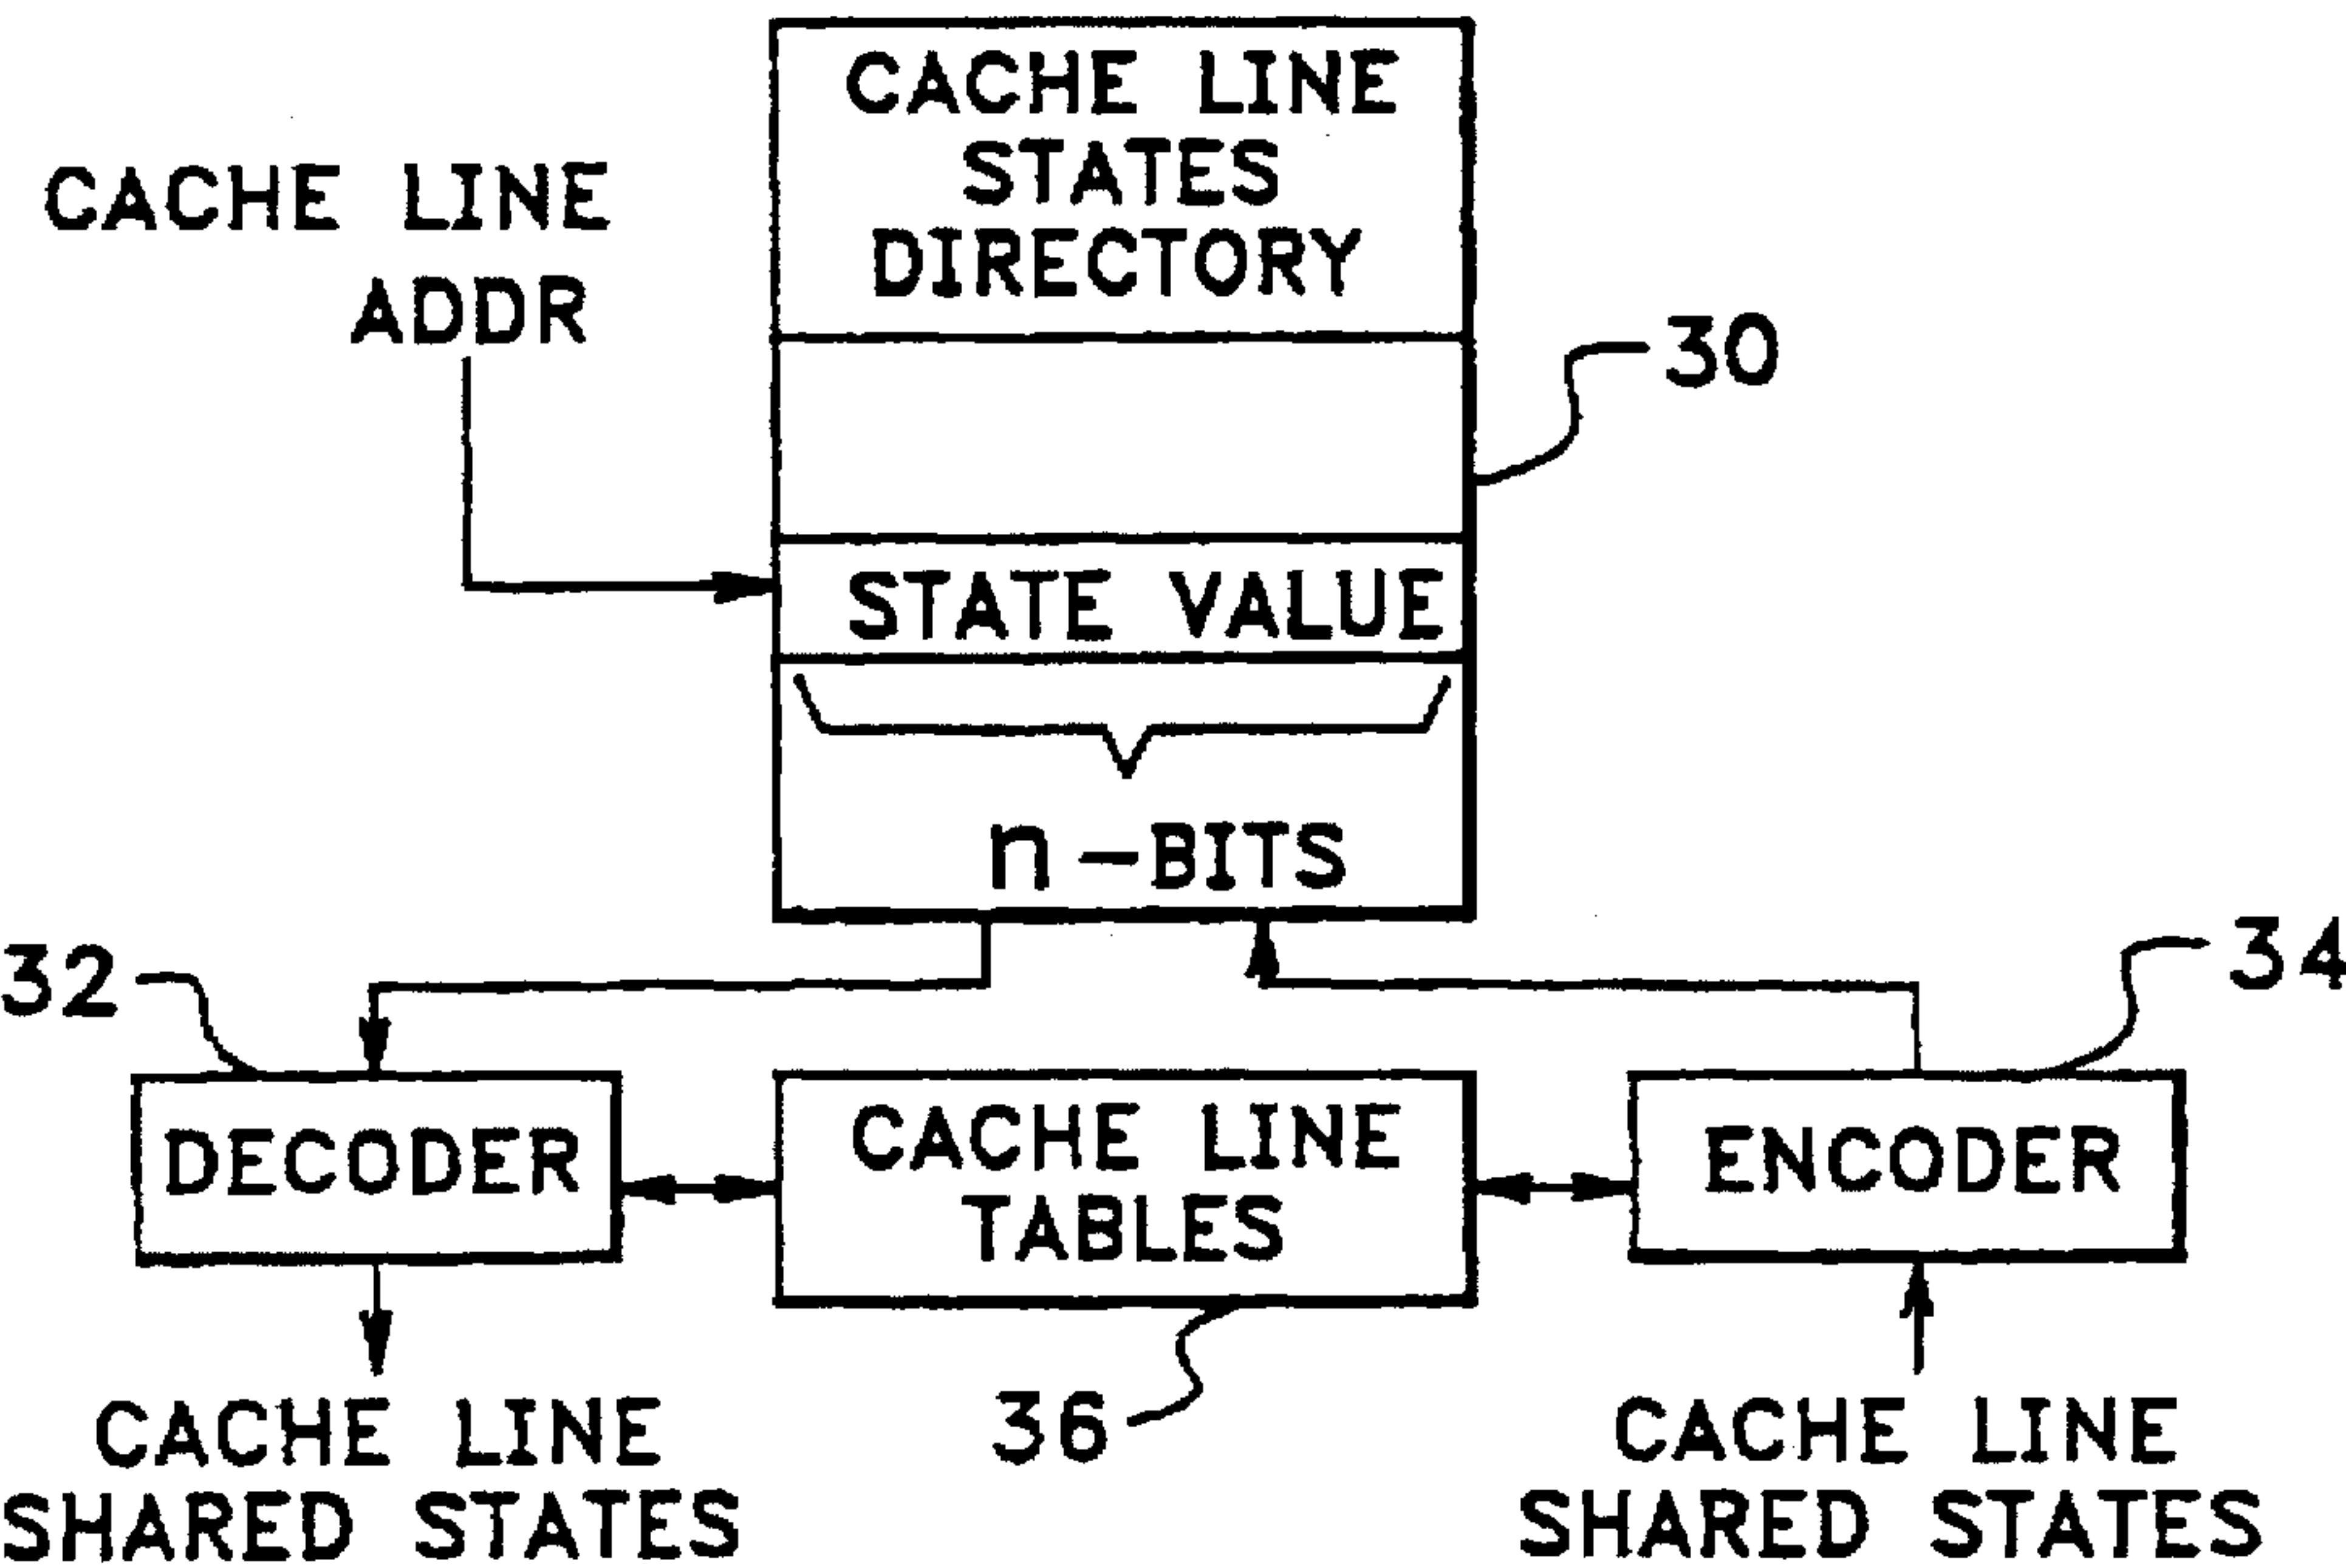 CACHE LINE
STATES
DIRECTORY
CACHE LINE
ADDR
30
STATE VALUE
n-BITS
32
34
DECODER
CACHE LINE
TABLES
ENCODER
36
CACHE LINE
SHARED STATES
CACHE LINE
SHARED STATES